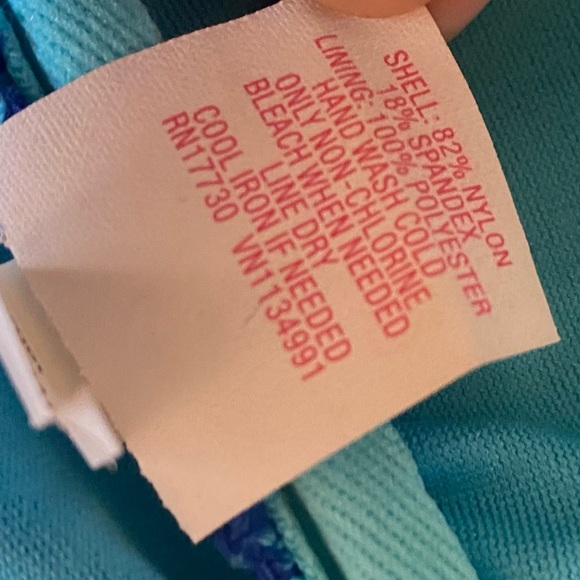 SHELL: 82% NYLON
18% SPANDEX
LINING: 100% POLYESTER
HAND WASH COLD
ONLY NON-CHLORINE
BLEACH WHEN NEEDED
LINE DRY
COOL IRON IF NEEDED
RN17730 VN1134991